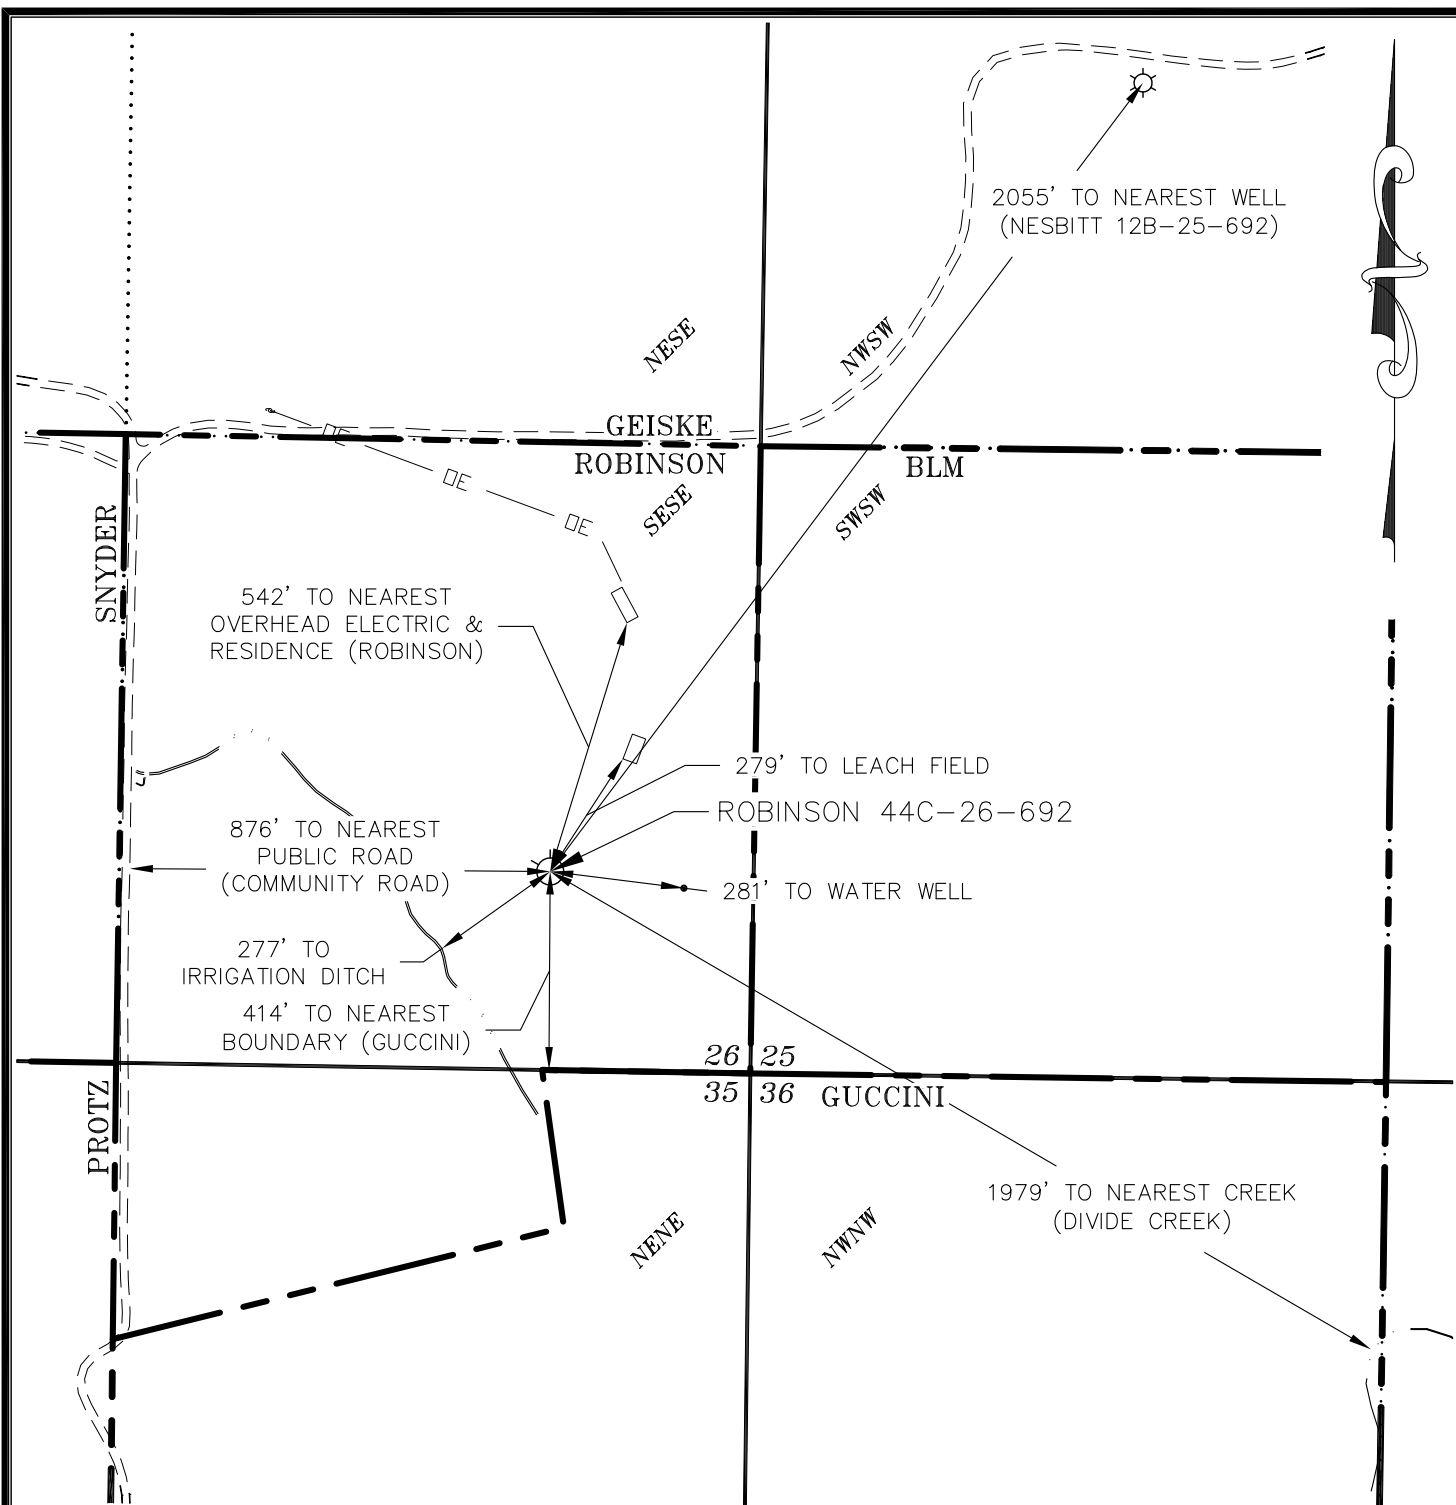 2055' TO NEAREST WELL
(NESBITT 12B-25-692)
NESE
NWSW
GEISKE
ROBINSON
BLM
OE
OE
OE
SESE
SWSW
SNYDER
542' TO NEAREST
OVERHEAD ELECTRIC &
RESIDENCE (ROBINSON)
279' TO LEACH FIELD
ROBINSON 44C-26-692
876' TO NEAREST
PUBLIC ROAD
(COMMUNITY ROAD)
281' TO WATER WELL
277' TO
IRRIGATION DITCH
414' TO NEAREST
BOUNDARY (GUCCINI)
26 25
35 36
GUCCINI
PROTZ
1979' TO NEAREST CREEK
(DIVIDE CREEK)
NENE
NWNW